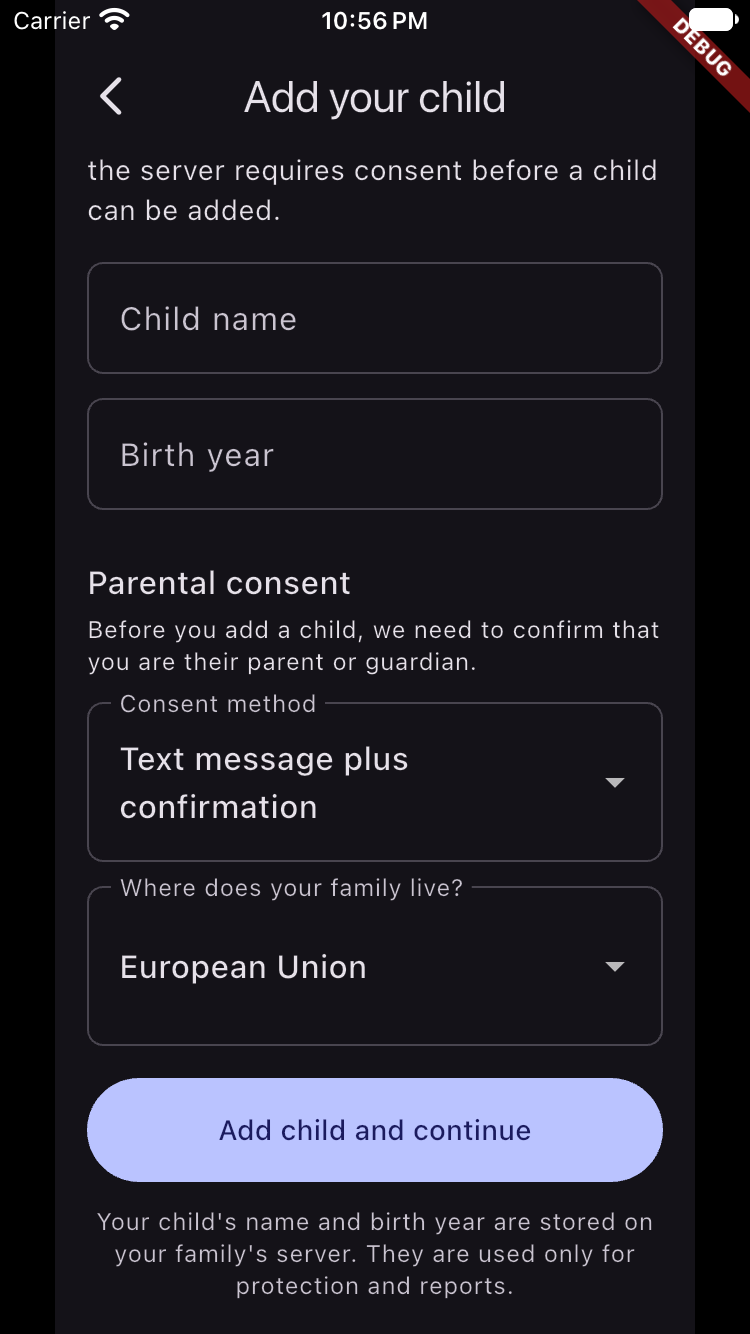 Carrier 10:56 PM
DEBUG
Add your child
the server requires consent before a child
can be added.
Child name
Birth year
Parental consent
Before you add a child, we need to confirm that
you are their parent or guardian.
Consent method
Text message plus
confirmation
Where does your family live?
European Union
Add child and continue
Your child's name and birth year are stored on
your family's server. They are used only for
protection and reports.